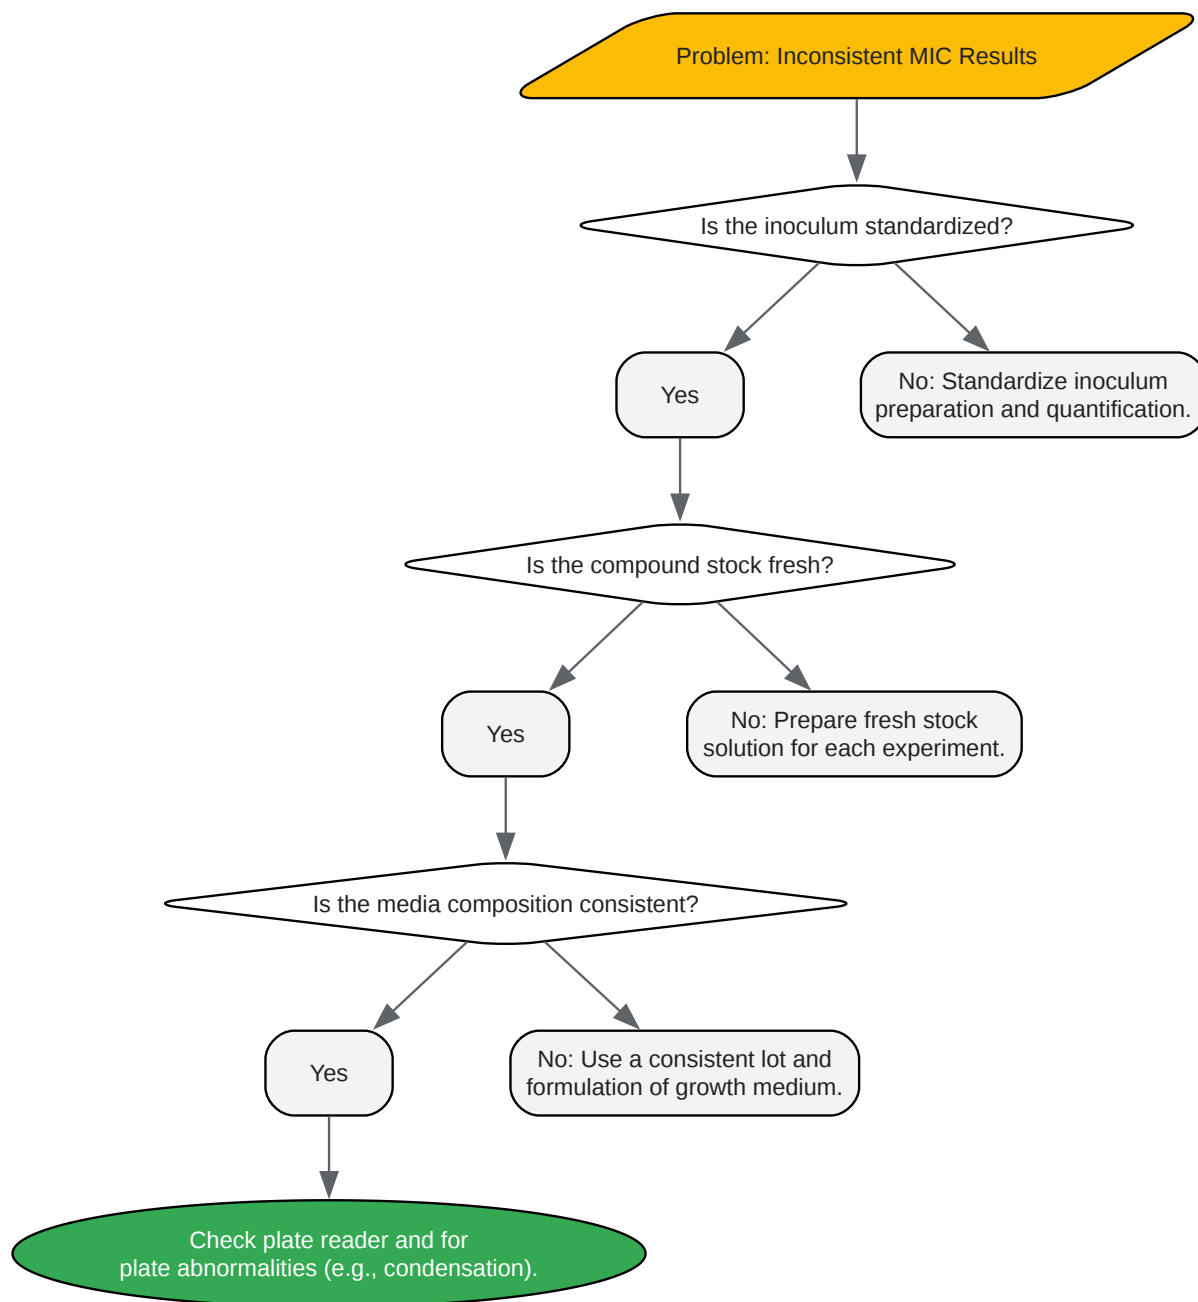 Problem: Inconsistent MIC Results
Is the inoculum standardized?
Yes
No: Standardize inoculum
preparation and quantification.
Is the compound stock fresh?
Yes
No: Prepare fresh stock
solution for each experiment.
Is the media composition consistent?
Yes
No: Use a consistent lot and
formulation of growth medium.
Check plate reader and for
plate abnormalities (e.g., condensation).